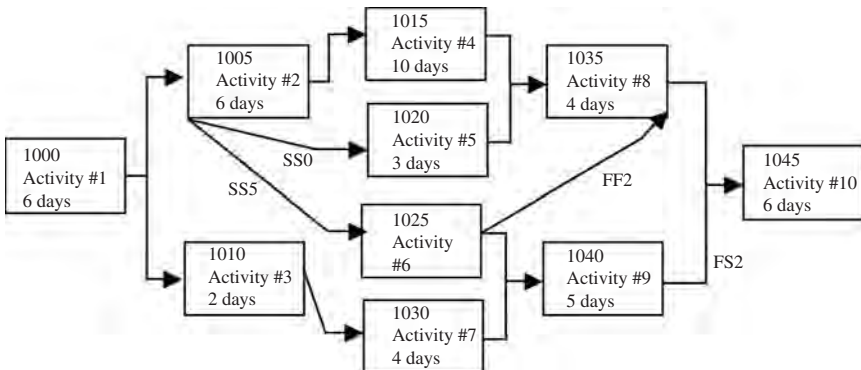 1000
Activity #1
6 days
1005
Activity #2
6 days
1010
Activity #3
2 days
SS0
SS5
1015
Activity #4
10 days
1020
Activity #5
3 days
1025
Activity
#6
1030
Activity #7
4 days
FF2
1035
Activity #8
4 days
1040
Activity #9
5 days
FS2
1045
Activity #10
6 days